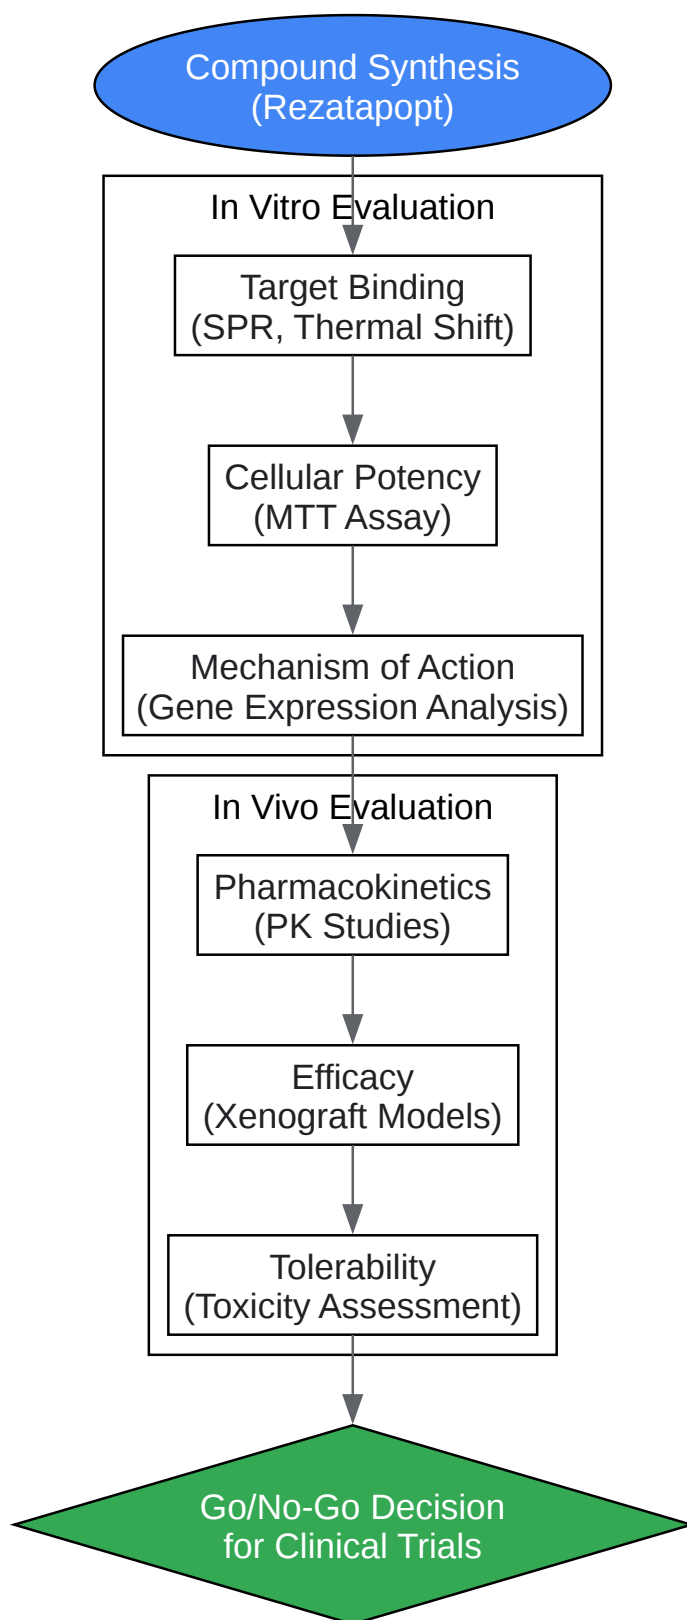 Compound Synthesis
(Rezatapopt)
In Vitro Evaluation
Target Binding
(SPR, Thermal Shift)
Cellular Potency
(MTT Assay)
Mechanism of Action
(Gene Expression Analysis)
In Vivo Evaluation
Pharmacokinetics
(PK Studies)
Efficacy
(Xenograft Models)
Tolerability
(Toxicity Assessment)
Go/No-Go Decision
for Clinical Trials